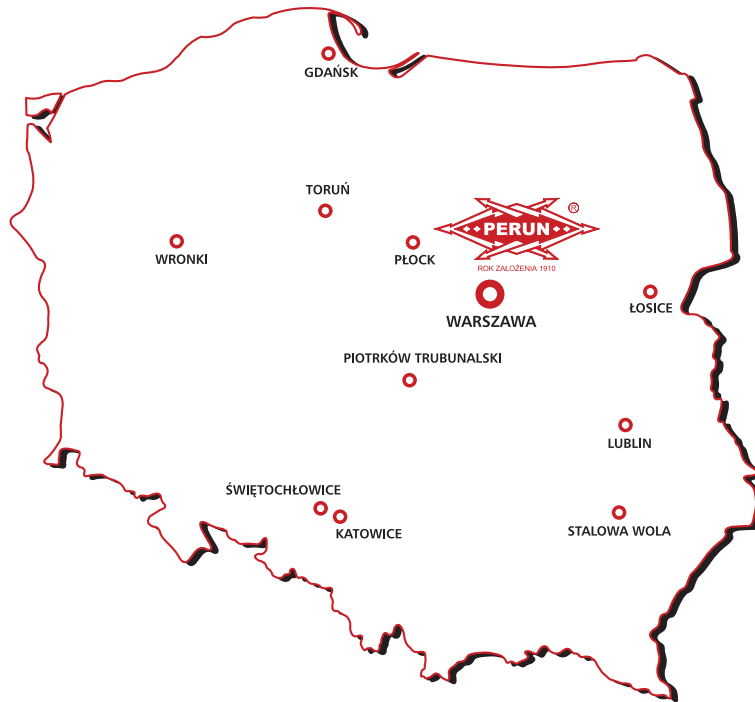 GDAŃSK
TORUŃ
®
PERUN
WRONKI
PŁOCK
ROK ZAŁOŻENIA 1910
ŁOSICE
WARSZAWA
PIOTRKÓW TRUBUNALSKI
LUBLIN
ŚWIĘTOCHŁOWICE
KATOWICE
STALOWA WOLA